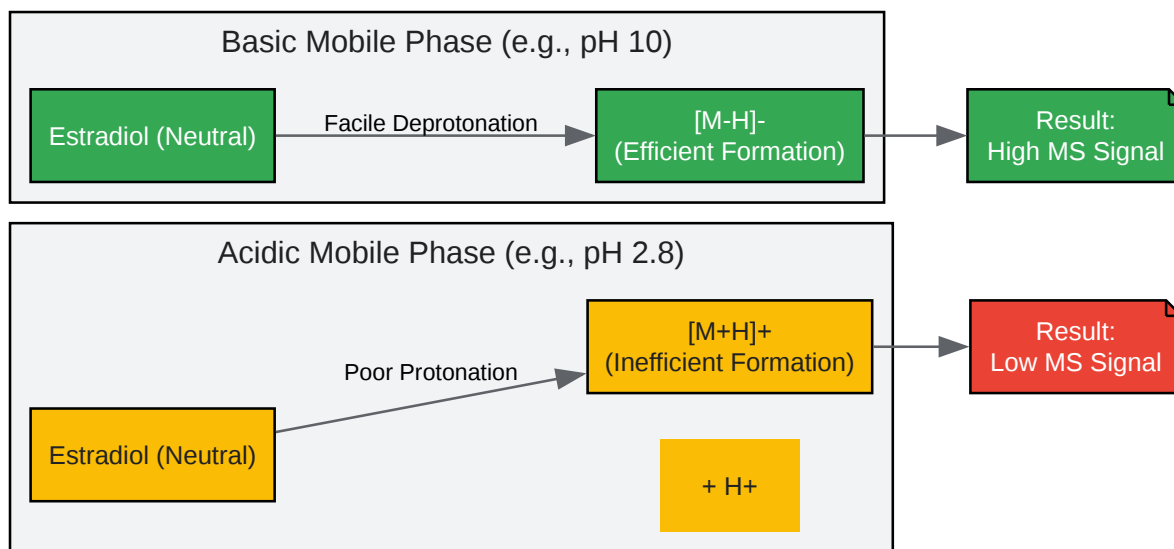 Basic Mobile Phase (e.g., pH 10)
Estradiol (Neutral)
Facile Deprotonation
[M-H]-
(Efficient Formation)
Result:
High MS Signal
Acidic Mobile Phase (e.g., pH 2.8)
Estradiol (Neutral)
Poor Protonation
[M+H]+
(Inefficient Formation)
Result:
Low MS Signal
+ H+